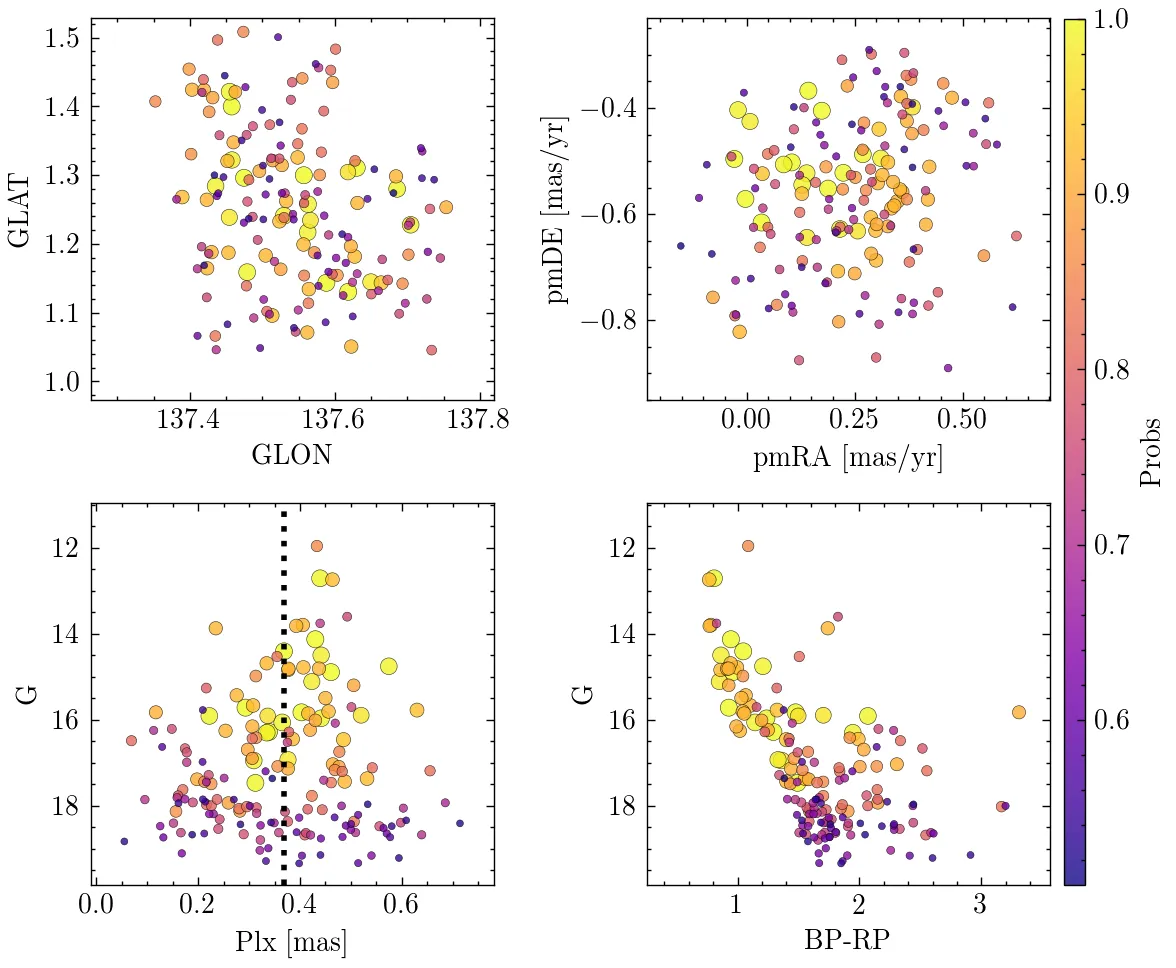 1.5
1.4
1.3
1.2
1.1
1.0
GLAT
137.4 137.6 137.8
GLON
−0.4
−0.6
−0.8
pmDE [mas/yr]
0.00 0.25 0.50
pmRA [mas/yr]
1.0
0.9
0.8
0.7
0.6
Probs
12
14
16
18
G
0.0 0.2 0.4 0.6
Plx [mas]
12
14
16
18
G
1 2 3
BP-RP